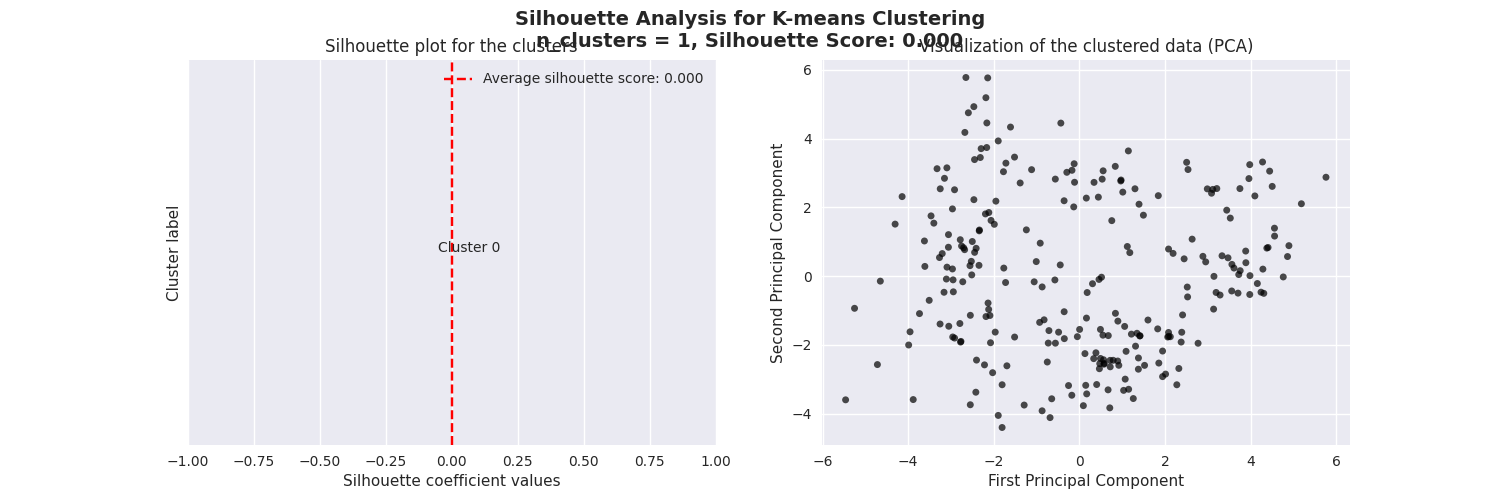 Silhouette Analysis for K-means Clustering
n_clusters = 1, Silhouette Score: 0.000
Silhouette plot for the clusters
Average silhouette score: 0.000
Cluster label
Cluster 0
−1.00 −0.75 −0.50 −0.25 0.00 0.25 0.50 0.75 1.00
Silhouette coefficient values
Visualization of the clustered data (PCA)
Second Principal Component
6
4
2
0
−2
−4
−6 −4 −2 0 2 4 6
First Principal Component